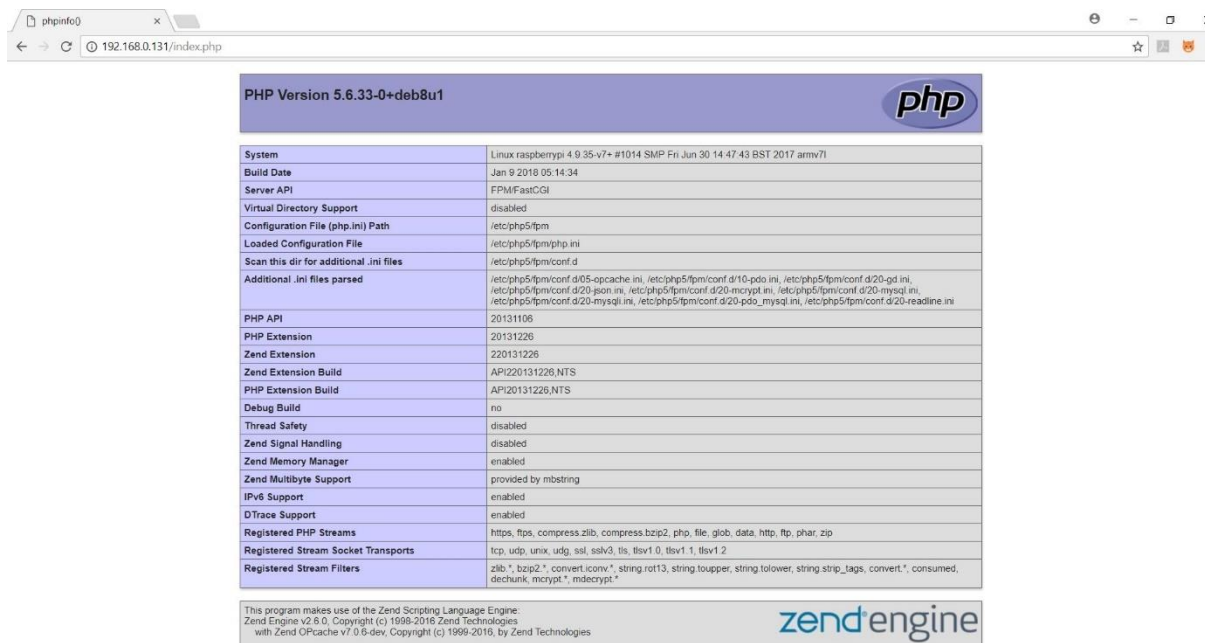 phpinfo()
192.168.0.131/index.php
PHP Version 5.6.33-0+deb8u1
php
System Linux raspberrypi 4.9.35-v7+ #1014 SMP Fri Jun 30 14:47:43 BST 2017 armv7l
Build Date Jan 9 2018 05:14:34
Server API FPM/FastCGI
Virtual Directory Support disabled
Configuration File (php.ini) Path /etc/php5/fpm
Loaded Configuration File /etc/php5/fpm/php.ini
Scan this dir for additional .ini files /etc/php5/fpm/conf.d
Additional .ini files parsed /etc/php5/fpm/conf.d/05-opcache.ini, /etc/php5/fpm/conf.d/10-pdo.ini, /etc/php5/fpm/conf.d/20-gd.ini,
/etc/php5/fpm/conf.d/20-json.ini, /etc/php5/fpm/conf.d/20-mcrypt.ini, /etc/php5/fpm/conf.d/20-mysql.ini,
/etc/php5/fpm/conf.d/20-mysqli.ini, /etc/php5/fpm/conf.d/20-pdo_mysql.ini, /etc/php5/fpm/conf.d/20-readline.ini
PHP API 20131106
PHP Extension 20131226
Zend Extension 220131226
Zend Extension Build API220131226,NTS
PHP Extension Build API20131226,NTS
Debug Build no
Thread Safety disabled
Zend Signal Handling disabled
Zend Memory Manager enabled
Zend Multibyte Support provided by mbstring
IPv6 Support enabled
DTrace Support enabled
Registered PHP Streams https, ftps, compress.zlib, compress.bzip2, php, file, glob, data, http, ftp, phar, zip
Registered Stream Socket Transports tcp, udp, unix, udg, ssl, sslv3, tls, tlsv1.0, tlsv1.1, tlsv1.2
Registered Stream Filters zlib.*, bzip2.*, convert.iconv.*, string.rot13, string.toupper, string.tolower, string.strip_tags, convert.*, consumed,
dechunk, mcrypt.*, mdecrypt.*
This program makes use of the Zend Scripting Language Engine:
Zend Engine v2.6.0, Copyright (c) 1998-2016 Zend Technologies
with Zend OPcache v7.0.6-dev, Copyright (c) 1999-2016, by Zend Technologies
zend engine